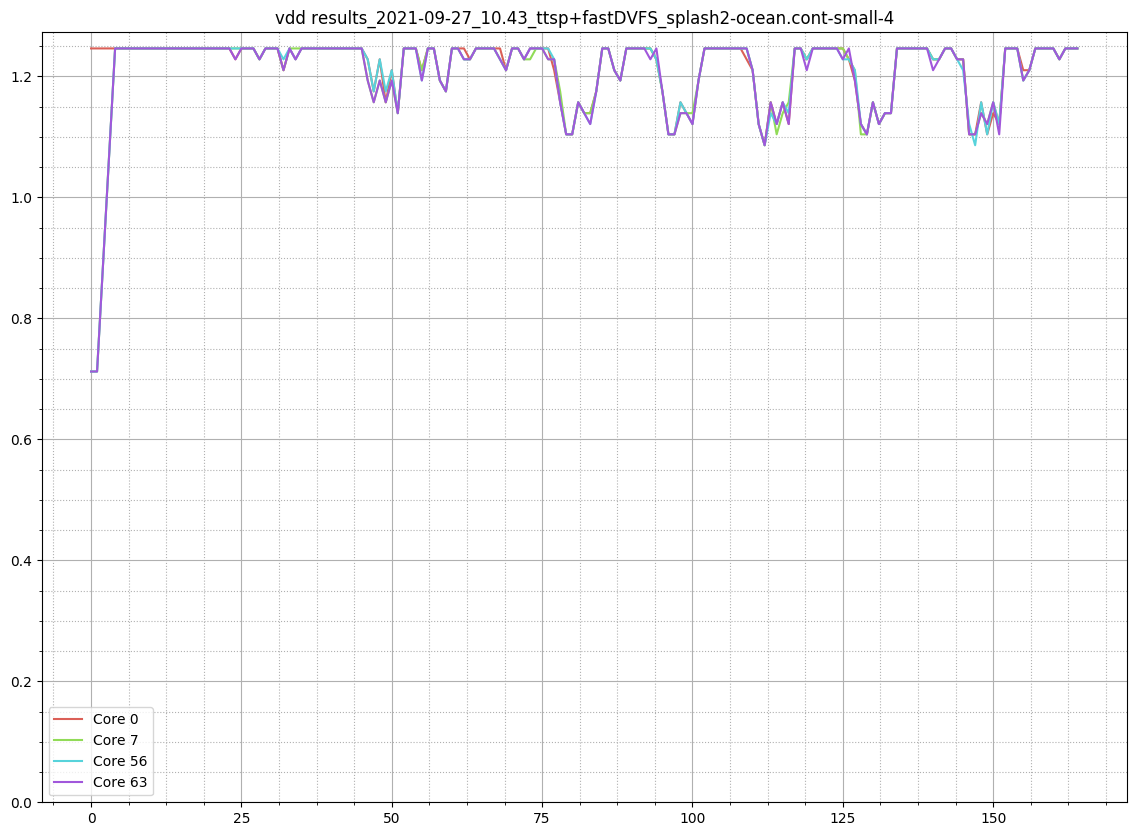 vdd results_2021-09-27_10.43_ttsp+fastDVFS_splash2-ocean.cont-small-4
1.2
1.0
0.8
0.6
0.4
0.2
0.0
Core 0
Core 7
Core 56
Core 63
0 25 50 75 100 125 150